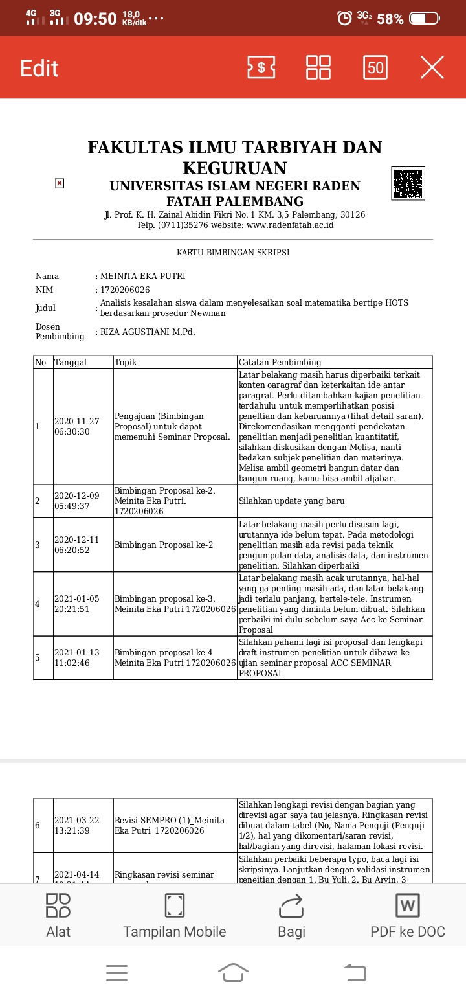 4G 3G 09:50 18,0 KB/dtk ... 3G2 58%
Edit $ 50
FAKULTAS ILMU TARBIYAH DAN
KEGURUAN
UNIVERSITAS ISLAM NEGERI RADEN
FATAH PALEMBANG
Jl. Prof. K. H. Zainal Abidin Fikri No. 1 KM. 3,5 Palembang, 30126
Telp. (0711)35276 website: www.radenfatah.ac.id
KARTU BIMBINGAN SKRIPSI
Nama : MEINITA EKA PUTRI
NIM : 1720206026
Judul : Analisis kesalahan siswa dalam menyelesaikan soal matematika bertipe HOTS
berdasarkan prosedur Newman
Dosen
Pembimbing : RIZA AGUSTIANI M.Pd.
No Tanggal Topik Catatan Pembimbing
1
2020-11-27
06:30:30
Pengajuan (Bimbingan
Proposal) untuk dapat
memenuhi Seminar Proposal.
Latar belakang masih harus diperbaiki terkait
konten oaragraf dan keterkaitan ide antar
paragraf. Perlu ditambahkan kajian penelitian
terdahulu untuk memperlihatkan posisi
peneltian dan kebaruannya (lihat detail saran).
Direkomendasikan mengganti pendekatan
penelitian menjadi penelitian kuantitatif,
silahkan diskusikan dengan Melisa, nanti
bedakan subjek penelitian dan materinya.
Melisa ambil geometri bangun datar dan
bangun ruang, kamu bisa ambil aljabar.
2
2020-12-09
05:49:37
Bimbingan Proposal ke-2.
Meinita Eka Putri.
1720206026
Silahkan update yang baru
3
2020-12-11
06:20:52
Bimbingan Proposal ke-2
Latar belakang masih perlu disusun lagi,
urutannya ide belum tepat. Pada metodologi
penelitian masih ada revisi pada teknik
pengumpulan data, analisis data, dan instrumen
penelitian. Silahkan diperbaiki
4
2021-01-05
20:21:51
Bimbingan proposal ke-3.
Meinita Eka Putri 1720206026
Latar belakang masih acak urutannya, hal-hal
yang ga penting masih ada, dan latar belakang
jadi terlalu panjang, bertele-tele. Instrumen
penelitian yang diminta belum dibuat. Silahkan
perbaiki ini dulu sebelum saya Acc ke Seminar
Proposal
5
2021-01-13
11:02:46
Bimbingan proposal ke-4
Meinita Eka Putri 1720206026
Silahkan pahami lagi isi proposal dan lengkapi
draft instrumen penelitian untuk dibawa ke
ujian seminar proposal ACC SEMINAR
PROPOSAL
6
2021-03-22
13:21:39
Revisi SEMPRO (1)_Meinita
Eka Putri_1720206026
Silahkan lengkapi revisi dengan bagian yang
direvisi agar saya tau jelasnya. Ringkasan revisi
dibuat dalam tabel (No, Nama Penguji (Penguji
1/2), hal yang dikomentari/saran revisi,
hal/bagian yang direvisi, halaman lokasi revisi.
7
2021-04-14
Ringkasan revisi seminar
Silahkan perbaiki beberapa typo, baca lagi isi
skripsinya. Lanjutkan dengan validasi instrumen
peneitian dengan 1. Bu Yuli, 2. Bu Arvin, 3
Alat Tampilan Mobile Bagi W PDF ke DOC